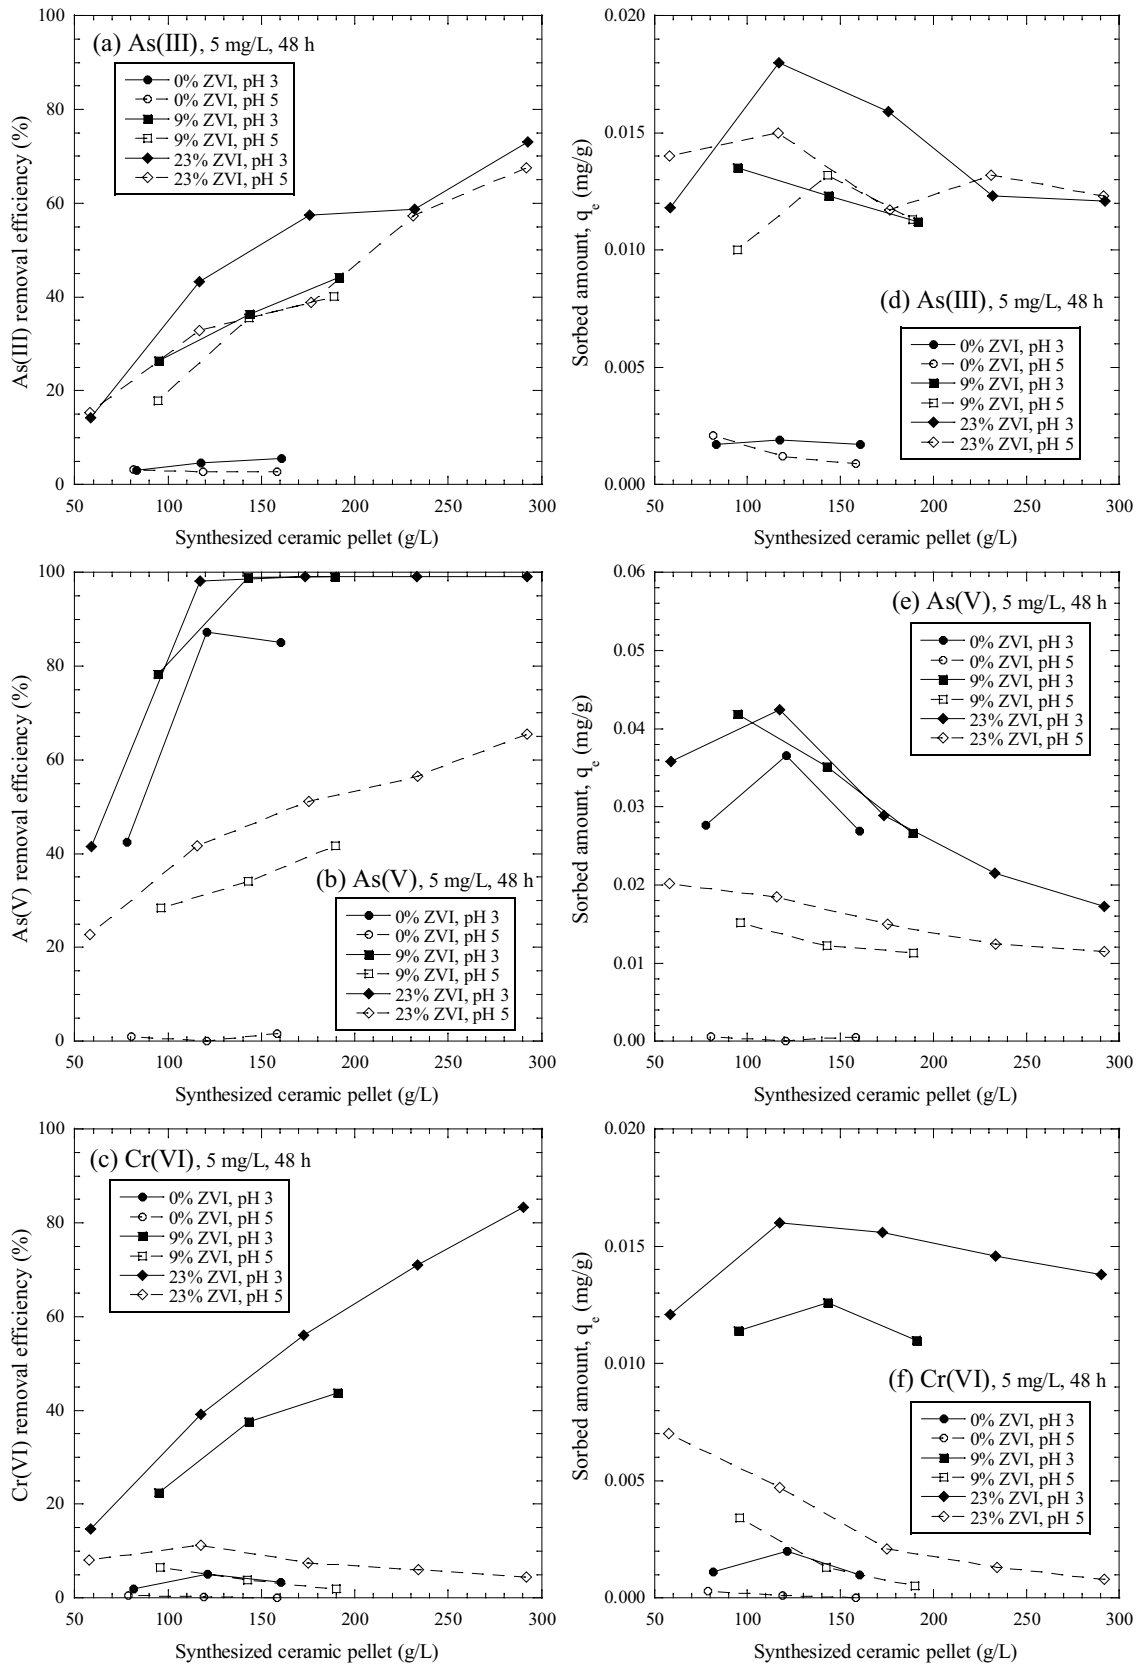 (a) As(III), 5 mg/L, 48 h
0% ZVI, pH 3
0% ZVI, pH 5
9% ZVI, pH 3
9% ZVI, pH 5
23% ZVI, pH 3
23% ZVI, pH 5
As(III) removal efficiency (%)
100
80
60
40
20
0
50 100 150 200 250 300
Synthesized ceramic pellet (g/L)
(d) As(III), 5 mg/L, 48 h
0% ZVI, pH 3
0% ZVI, pH 5
9% ZVI, pH 3
9% ZVI, pH 5
23% ZVI, pH 3
23% ZVI, pH 5
Sorbed amount, qe (mg/g)
0.020
0.015
0.010
0.005
0.000
50 100 150 200 250 300
Synthesized ceramic pellet (g/L)
(b) As(V), 5 mg/L, 48 h
0% ZVI, pH 3
0% ZVI, pH 5
9% ZVI, pH 3
9% ZVI, pH 5
23% ZVI, pH 3
23% ZVI, pH 5
As(V) removal efficiency (%)
100
80
60
40
20
0
50 100 150 200 250 300
Synthesized ceramic pellet (g/L)
(e) As(V), 5 mg/L, 48 h
0% ZVI, pH 3
0% ZVI, pH 5
9% ZVI, pH 3
9% ZVI, pH 5
23% ZVI, pH 3
23% ZVI, pH 5
Sorbed amount, qe (mg/g)
0.06
0.05
0.04
0.03
0.02
0.01
0.00
50 100 150 200 250 300
Synthesized ceramic pellet (g/L)
(c) Cr(VI), 5 mg/L, 48 h
0% ZVI, pH 3
0% ZVI, pH 5
9% ZVI, pH 3
9% ZVI, pH 5
23% ZVI, pH 3
23% ZVI, pH 5
Cr(VI) removal efficiency (%)
100
80
60
40
20
0
50 100 150 200 250 300
Synthesized ceramic pellet (g/L)
(f) Cr(VI), 5 mg/L, 48 h
0% ZVI, pH 3
0% ZVI, pH 5
9% ZVI, pH 3
9% ZVI, pH 5
23% ZVI, pH 3
23% ZVI, pH 5
Sorbed amount, qe (mg/g)
0.020
0.015
0.010
0.005
0.000
50 100 150 200 250 300
Synthesized ceramic pellet (g/L)